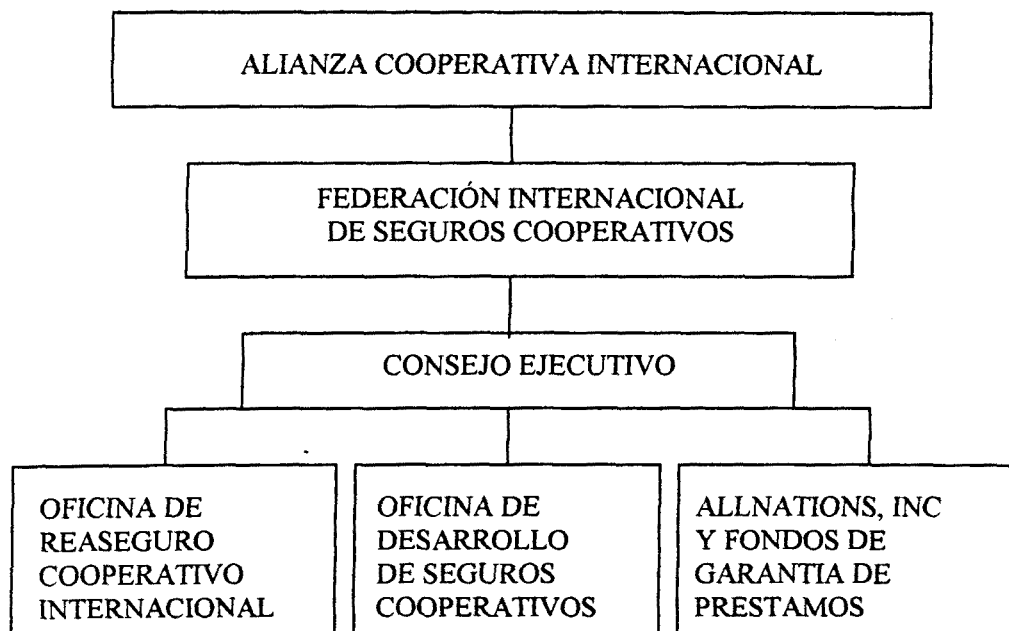 ALIANZA COOPERATIVA INTERNACIONAL
FEDERACIÓN INTERNACIONAL
DE SEGUROS COOPERATIVOS
CONSEJO EJECUTIVO
OFICINA DE
REASEGURO
COOPERATIVO
INTERNACIONAL
OFICINA DE
DESARROLLO
DE SEGUROS
COOPERATIVOS
ALLNATIONS, INC
Y FONDOS DE
GARANTIA DE
PRESTAMOS